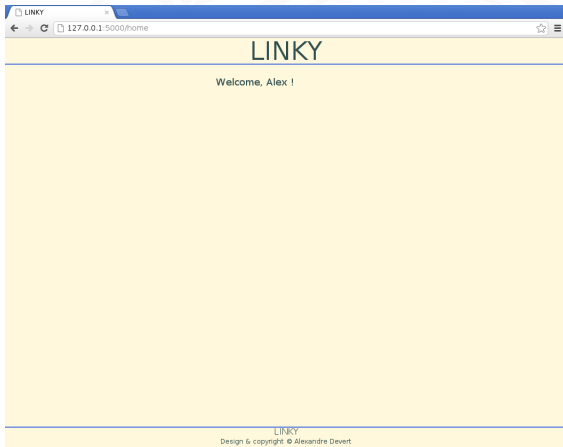 LINKY
127.0.0.1:5000/home
LINKY
Welcome, Alex !
LINKY
Design & copyright © Alexandre Devert